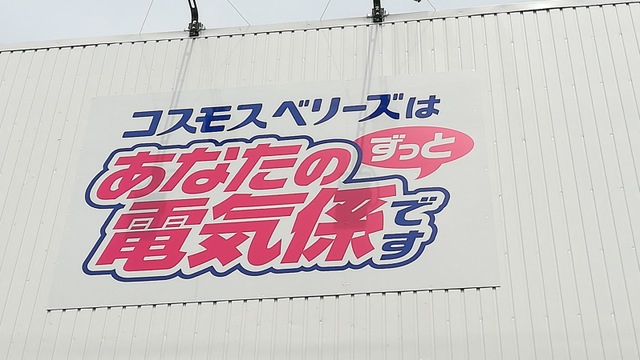 コスモスベリーズは
ずっと
あなたの
電気係です